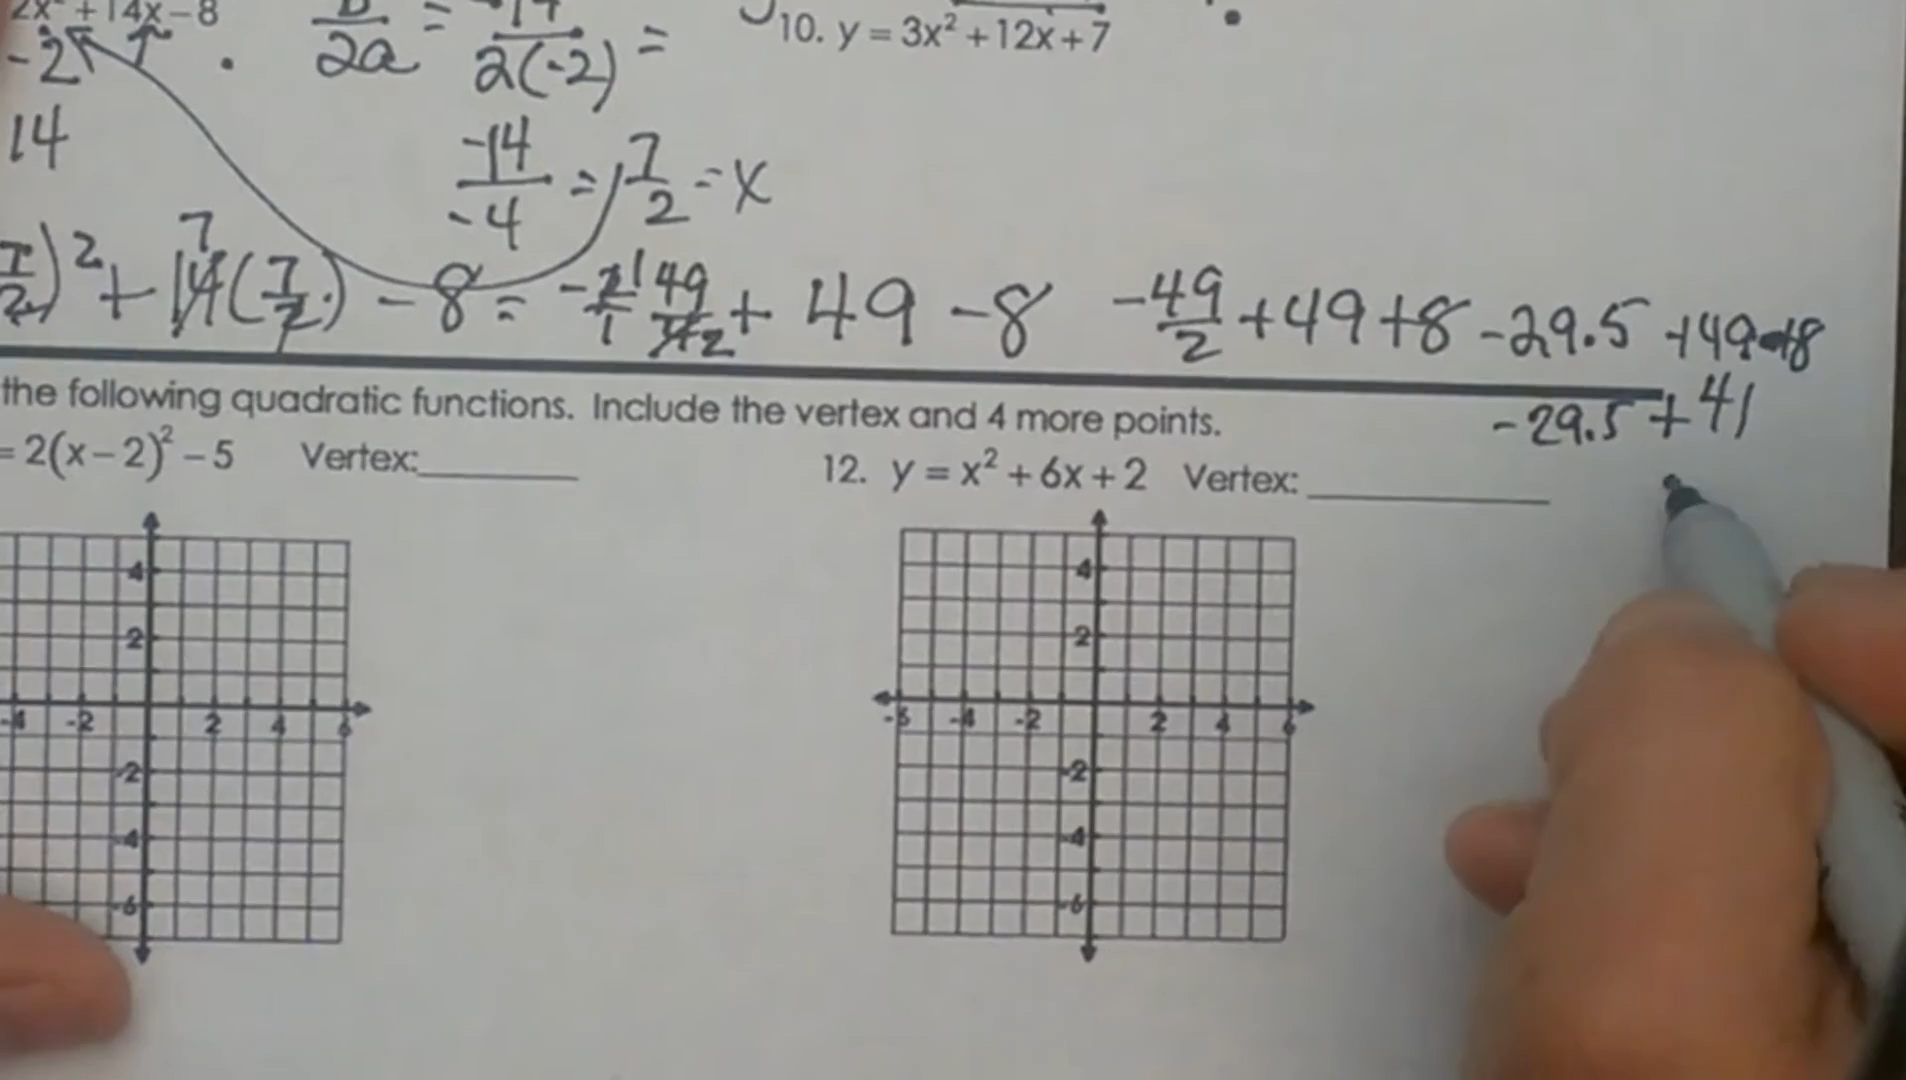 2x² + 14x - 8
-2
b/2a = -14/2(-2) =
10. y = 3x² + 12x + 7
14
-14/-4 = 7/2 = x
7
7/2)² + 14(7/2) - 8 = -2/1 49/42 + 49 - 8 -49/2 + 49 + 8 -29.5 + 49 - 8
-29.5 + 41
the following quadratic functions. Include the vertex and 4 more points.
= 2(x - 2)² - 5 Vertex:
12. y = x² + 6x + 2 Vertex:
4
2
-4 -2 2 4 6
-2
-4
-6
4
2
-6 -4 -2 2 4 6
-2
-4
-6